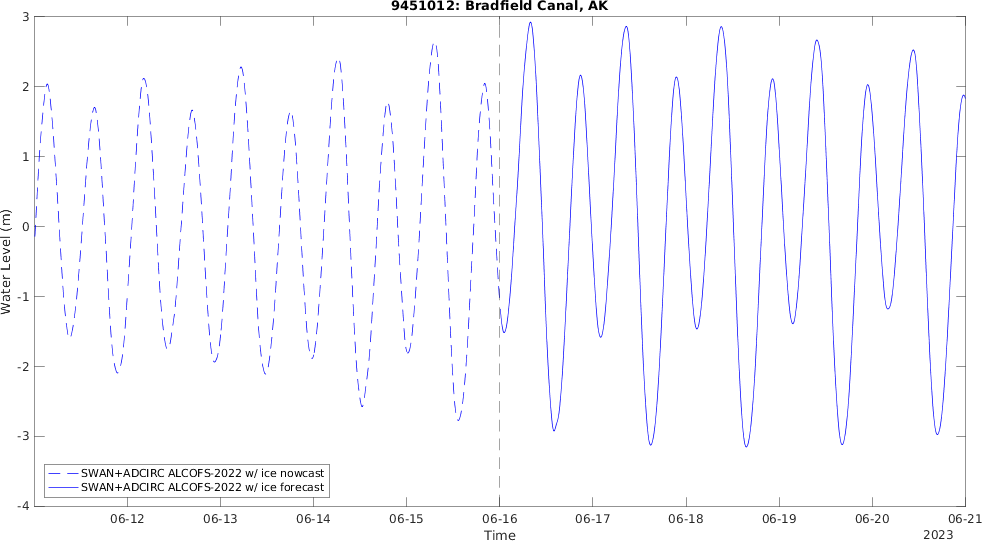 9451012: Bradfield Canal, AK
Water Level (m)
3
2
1
0
-1
-2
-3
-4
SWAN+ADCIRC ALCOFS-2022 w/ ice nowcast
SWAN+ADCIRC ALCOFS-2022 w/ ice forecast
06-12 06-13 06-14 06-15 06-16 06-17 06-18 06-19 06-20 06-21
Time
2023